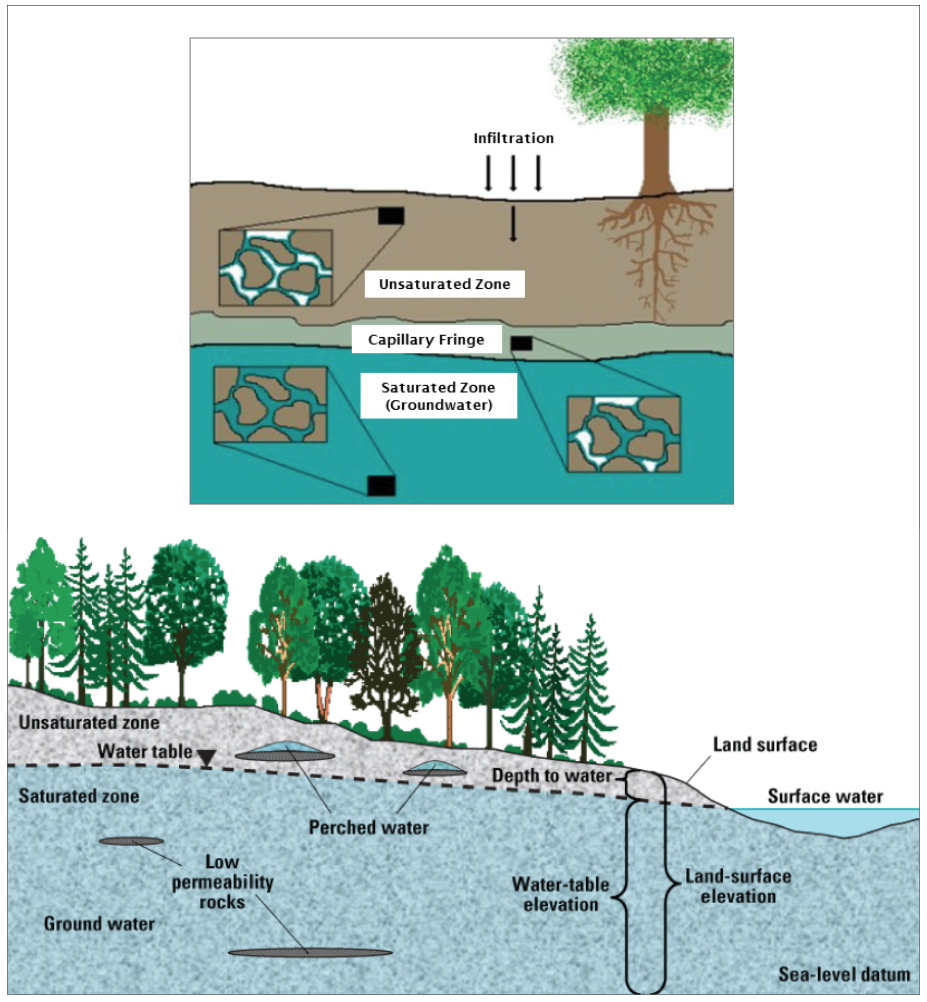 Infiltration
Unsaturated Zone
Capillary Fringe
Saturated Zone
(Groundwater)
Unsaturated zone
Water table
Land surface
Depth to water
Saturated zone
Surface water
Perched water
Low
permeability
rocks
Water-table
elevation
Land-surface
elevation
Ground water
Sea-level datum